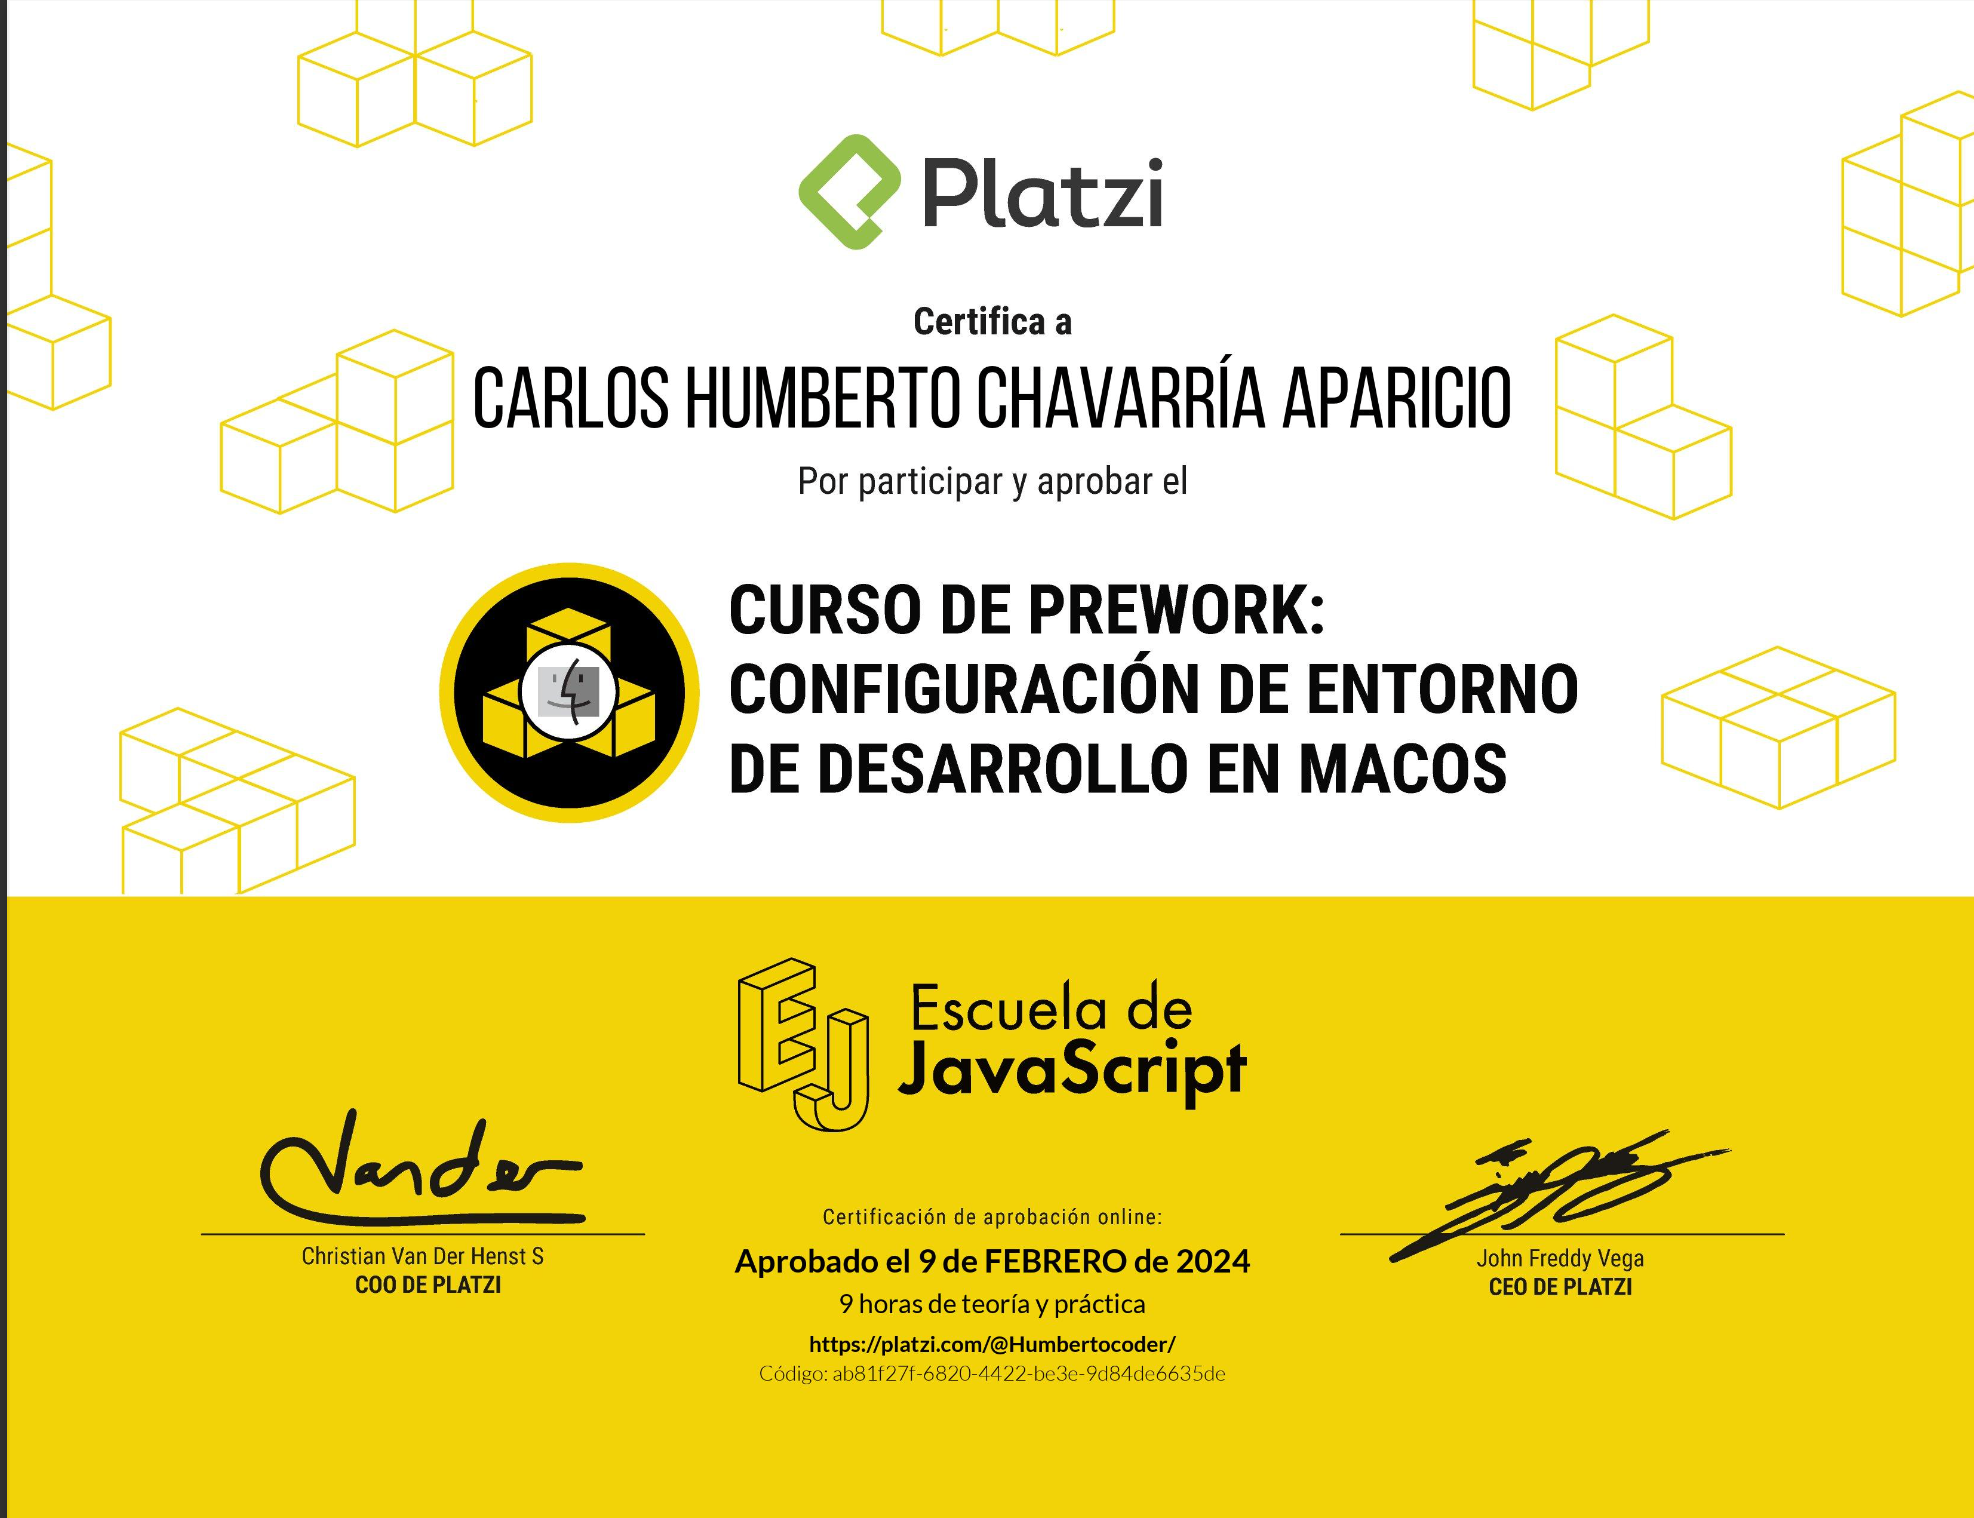 Platzi
Certifica a
CARLOS HUMBERTO CHAVARRÍA APARICIO
Por participar y aprobar el
CURSO DE PREWORK:
CONFIGURACIÓN DE ENTORNO
DE DESARROLLO EN MACOS
EJ
Escuela de
JavaScript
Vander
Christian Van Der Henst S
COO DE PLATZI
Certificación de aprobación online:
Aprobado el 9 de FEBRERO de 2024
9 horas de teoría y práctica
https://platzi.com/@Humbertocoder/
Código: ab81f27f-6820-4422-be3e-9d84de6635de
John Freddy Vega
CEO DE PLATZI